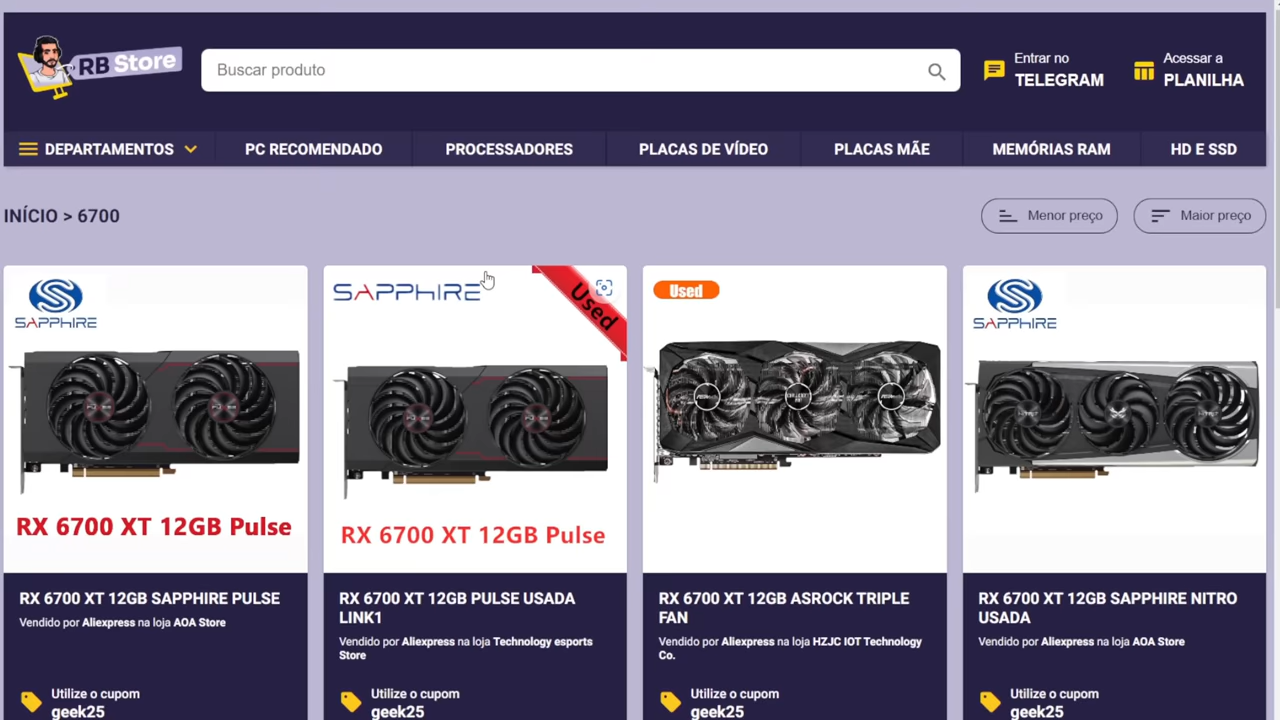 RB Store
Buscar produto
Entrar no
TELEGRAM
Acessar a
PLANILHA
DEPARTAMENTOS
PC RECOMENDADO
PROCESSADORES
PLACAS DE VÍDEO
PLACAS MÃE
MEMÓRIAS RAM
HD E SSD
INÍCIO > 6700
Menor preço
Maior preço
SAPPHIRE
RX 6700 XT 12GB Pulse
RX 6700 XT 12GB SAPPHIRE PULSE
Vendido por Aliexpress na loja AOA Store
Utilize o cupom
geek25
SAPPHIRE
Used
RX 6700 XT 12GB Pulse
RX 6700 XT 12GB PULSE USADA
LINK1
Vendido por Aliexpress na loja Technology esports
Store
Utilize o cupom
geek25
Used
RX 6700 XT 12GB ASROCK TRIPLE
FAN
Vendido por Aliexpress na loja HZJC IOT Technology
Co.
Utilize o cupom
geek25
SAPPHIRE
RX 6700 XT 12GB SAPPHIRE NITRO
USADA
Vendido por Aliexpress na loja AOA Store
Utilize o cupom
geek25